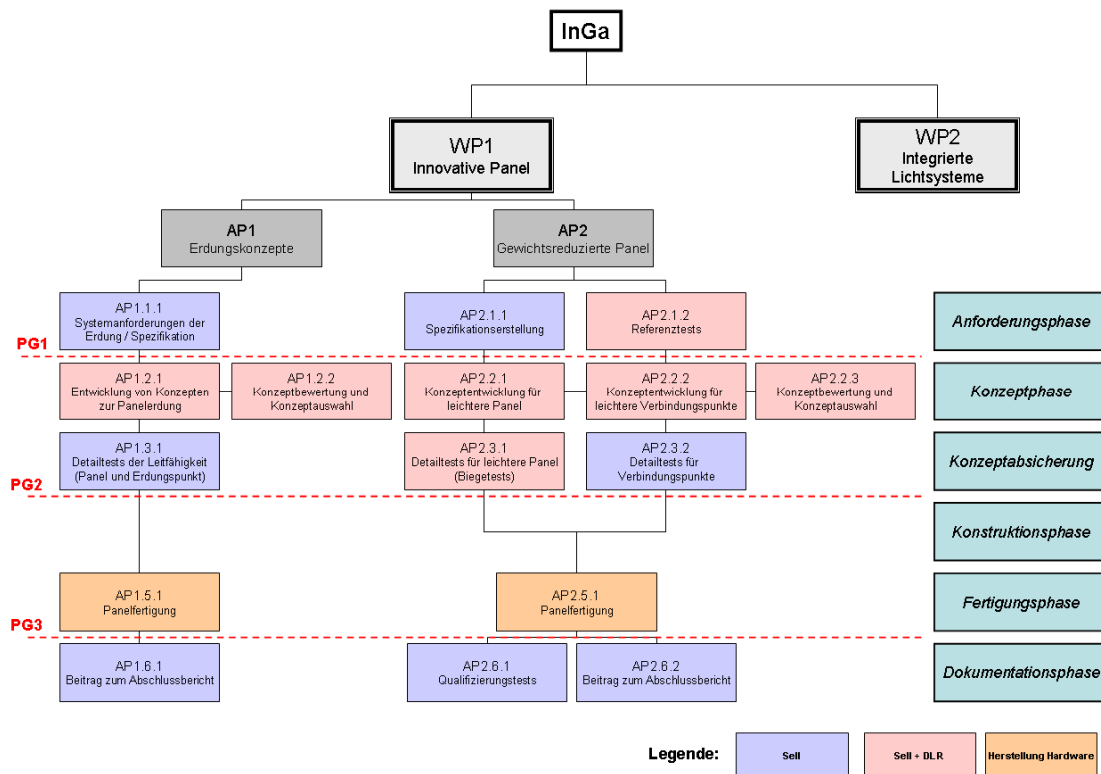 InGa
WP1
Innovative Panel
WP2
Integrierte
Lichtsysteme
AP1
Erdungskonzepte
AP2
Gewichtsreduzierte Panel
AP1.1.1
Systemanforderungen der
Erdung / Spezifikation
AP2.1.1
Spezifikationserstellung
AP2.1.2
Referenztests
Anforderungsphase
PG1
AP1.2.1
Entwicklung von Konzepten
zur Panelerdung
AP1.2.2
Konzeptbewertung und
Konzeptauswahl
AP2.2.1
Konzeptentwicklung für
leichtere Panel
AP2.2.2
Konzeptentwicklung für
leichtere Verbindungspunkte
AP2.2.3
Konzeptbewertung und
Konzeptauswahl
Konzeptphase
AP1.3.1
Detailtests der Leitfähigkeit
(Panel und Erdungspunkt)
AP2.3.1
Detailtests für leichtere Panel
(Biegetests)
AP2.3.2
Detailtests für
Verbindungpunkte
Konzeptabsicherung
PG2
Konstruktionsphase
AP1.5.1
Panelfertigung
AP2.5.1
Panelfertigung
Fertigungsphase
PG3
AP1.6.1
Beitrag zum Abschlussbericht
AP2.6.1
Qualifizierungstests
AP2.6.2
Beitrag zum Abschlussbericht
Dokumentationsphase
Legende:
Sell
Sell + DLR
Herstellung Hardware